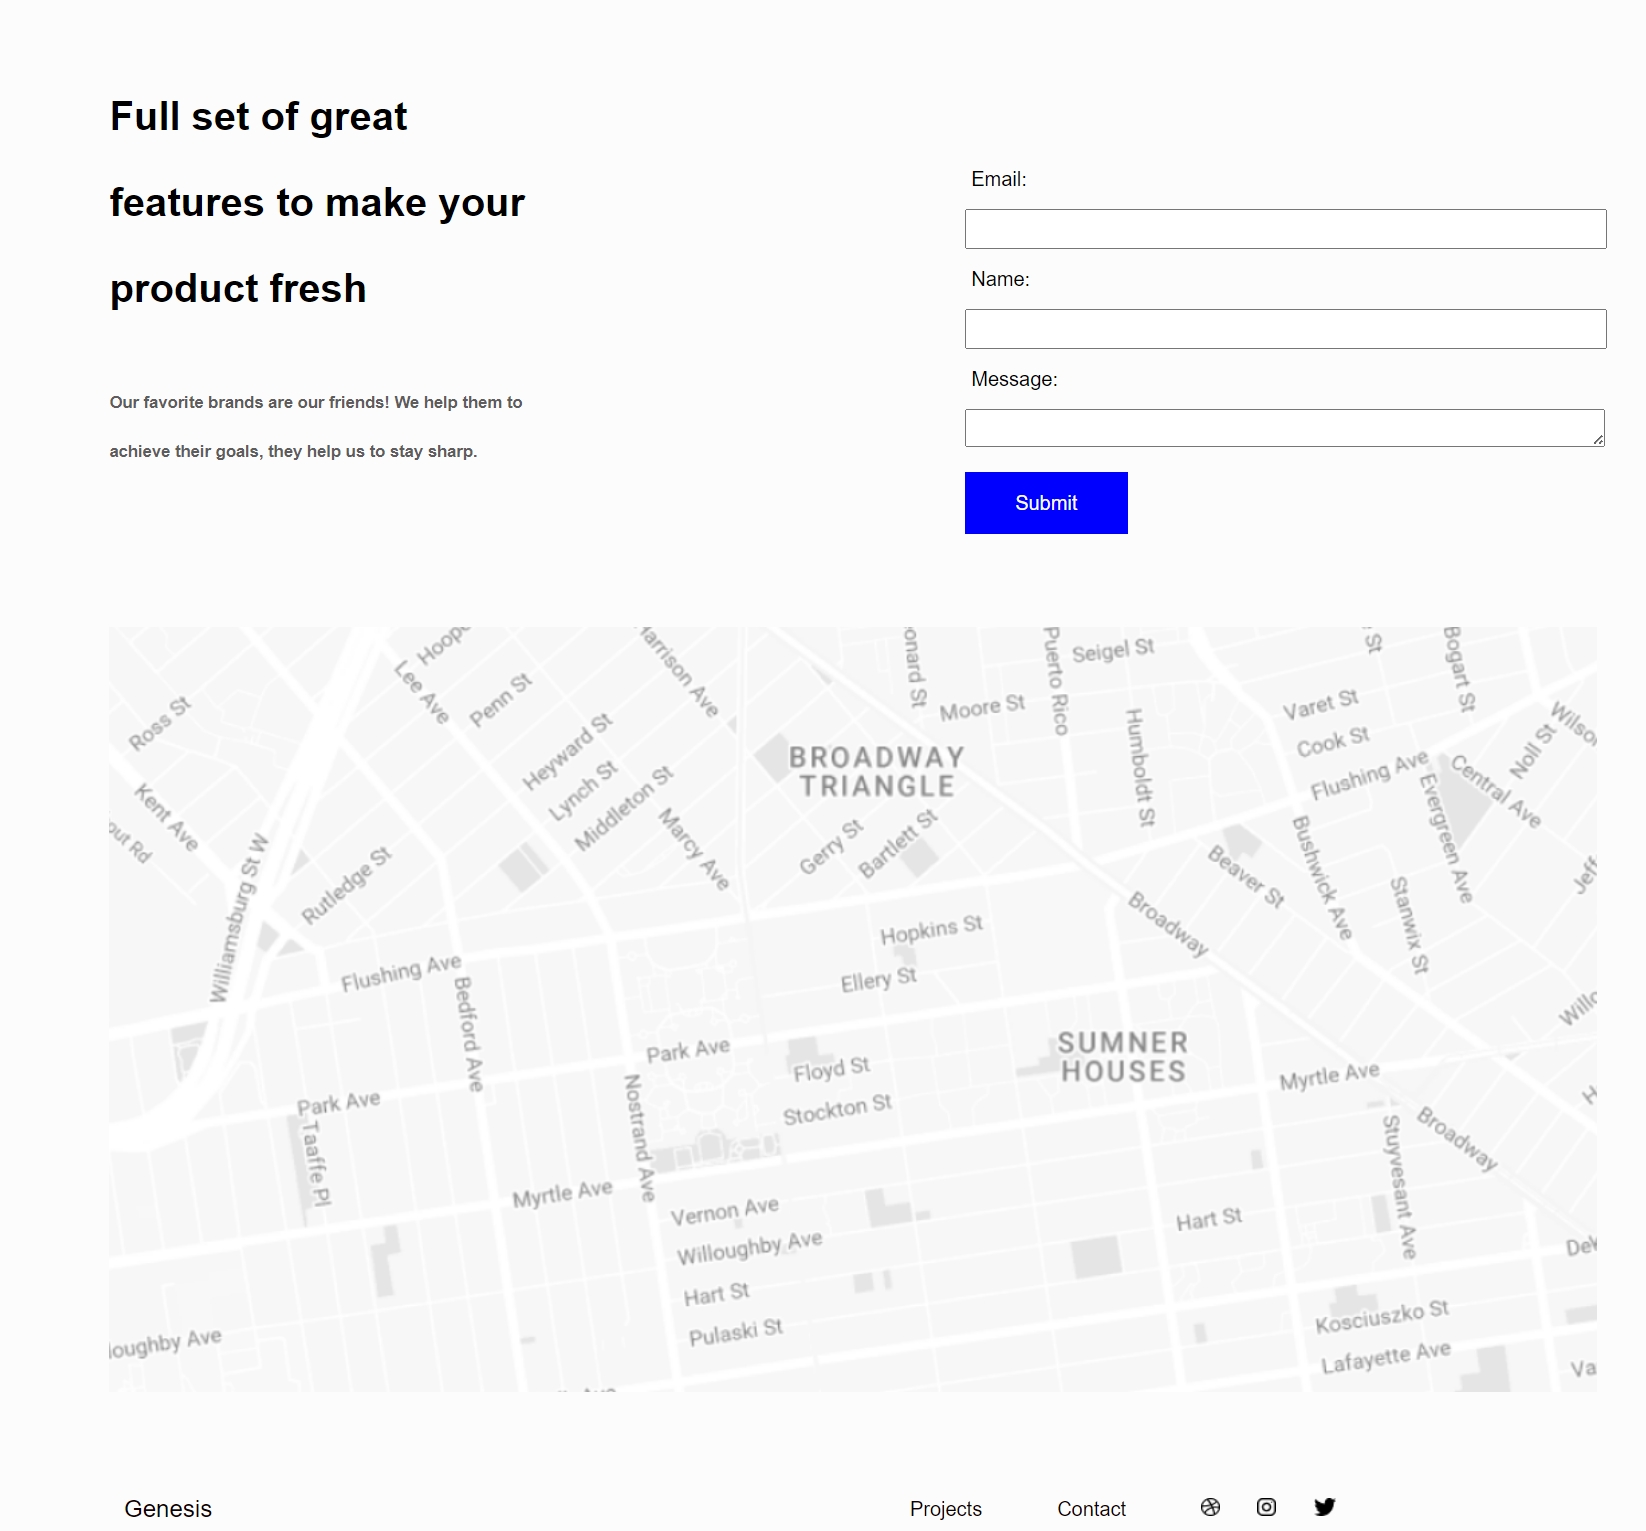 Full set of great
features to make your
product fresh
Our favorite brands are our friends! We help them to
achieve their goals, they help us to stay sharp.
Email:
Name:
Message:
Submit
Lee Ave
Penn St
Harrison Ave
Puerto Rico
Seigel St
St
Bogart St
Ross St
Moore St
Varet St
Heyward St
Humboldt St
Cook St
Noll St
BROADWAY
TRIANGLE
Lynch St
Middleton St
Flushing Ave
Central Ave
Kent Ave
Marcy Ave
Gerry St
Bartlett St
Evergreen Ave
out Rd
Williamsburg St W
Rutledge St
Beaver St
Bushwick Ave
Stanwix St
Broadway
Hopkins St
Flushing Ave
Bedford Ave
Ellery St
Park Ave
Floyd St
SUMNER
HOUSES
Myrtle Ave
Park Ave
Taaffe Pl
Nostrand Ave
Stockton St
Broadway
Stuyvesant Ave
Myrtle Ave
Vernon Ave
Hart St
Willoughby Ave
Hart St
Pulaski St
Kosciuszko St
loughby Ave
Lafayette Ave
Va
Genesis
Projects
Contact